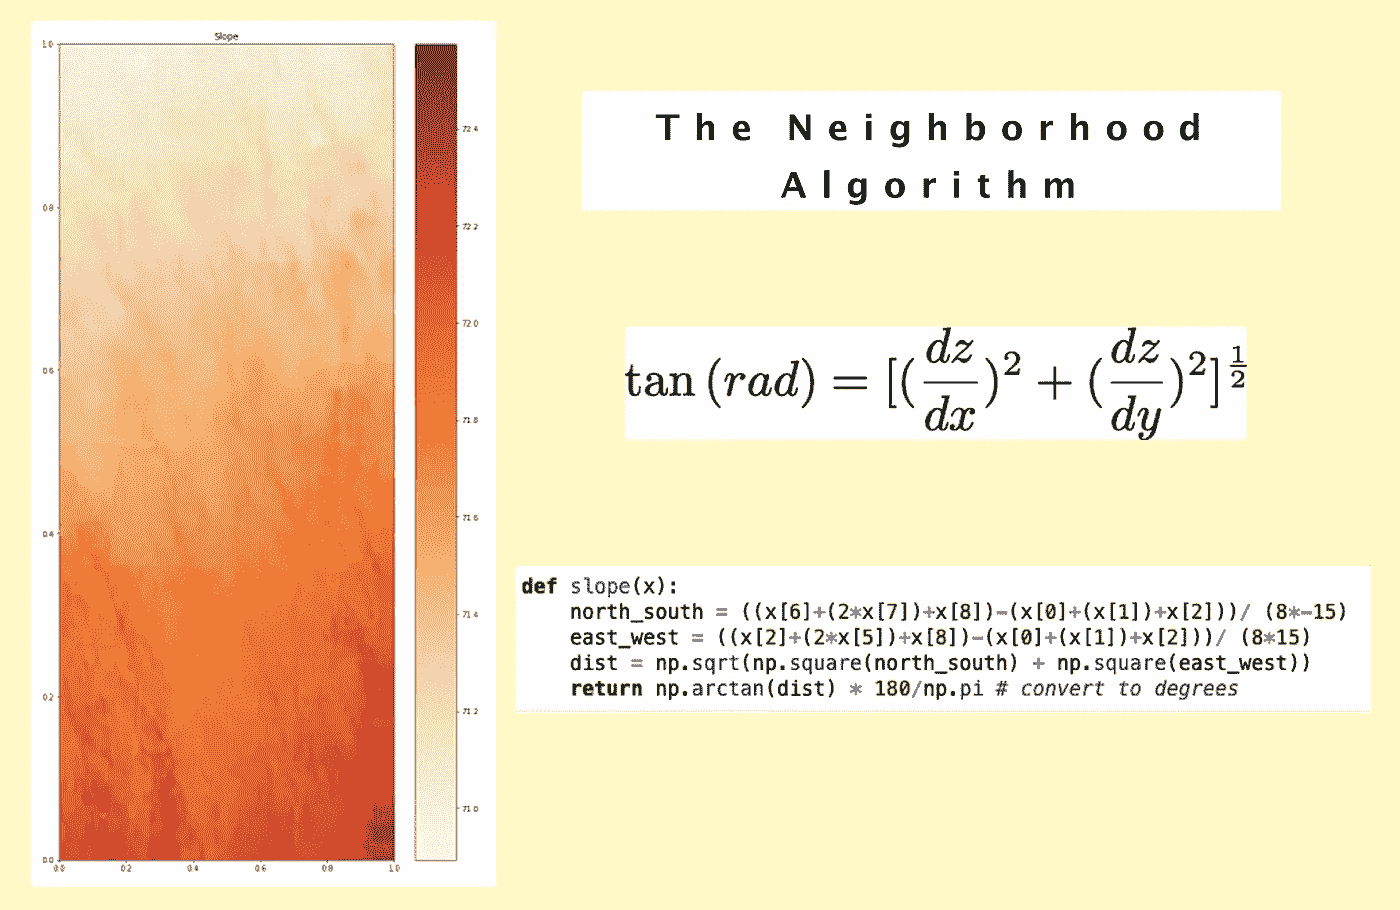 Slope
1.0
0.8
0.6
0.4
0.2
0.0
0.0 0.2 0.4 0.6 0.8 1.0
72.4
72.2
72.0
71.8
71.6
71.4
71.2
71.0
The Neighborhood
Algorithm
tan (rad) = [(dz/dx)^2 + (dz/dy)^2]^1/2
def slope(x):
    north_south = ((x[6]+(2*x[7])+x[8])-(x[0]+(x[1])+x[2]))/ (8*-15)
    east_west = ((x[2]+(2*x[5])+x[8])-(x[0]+(x[1])+x[2]))/ (8*15)
    dist = np.sqrt(np.square(north_south) + np.square(east_west))
    return np.arctan(dist) * 180/np.pi # convert to degrees